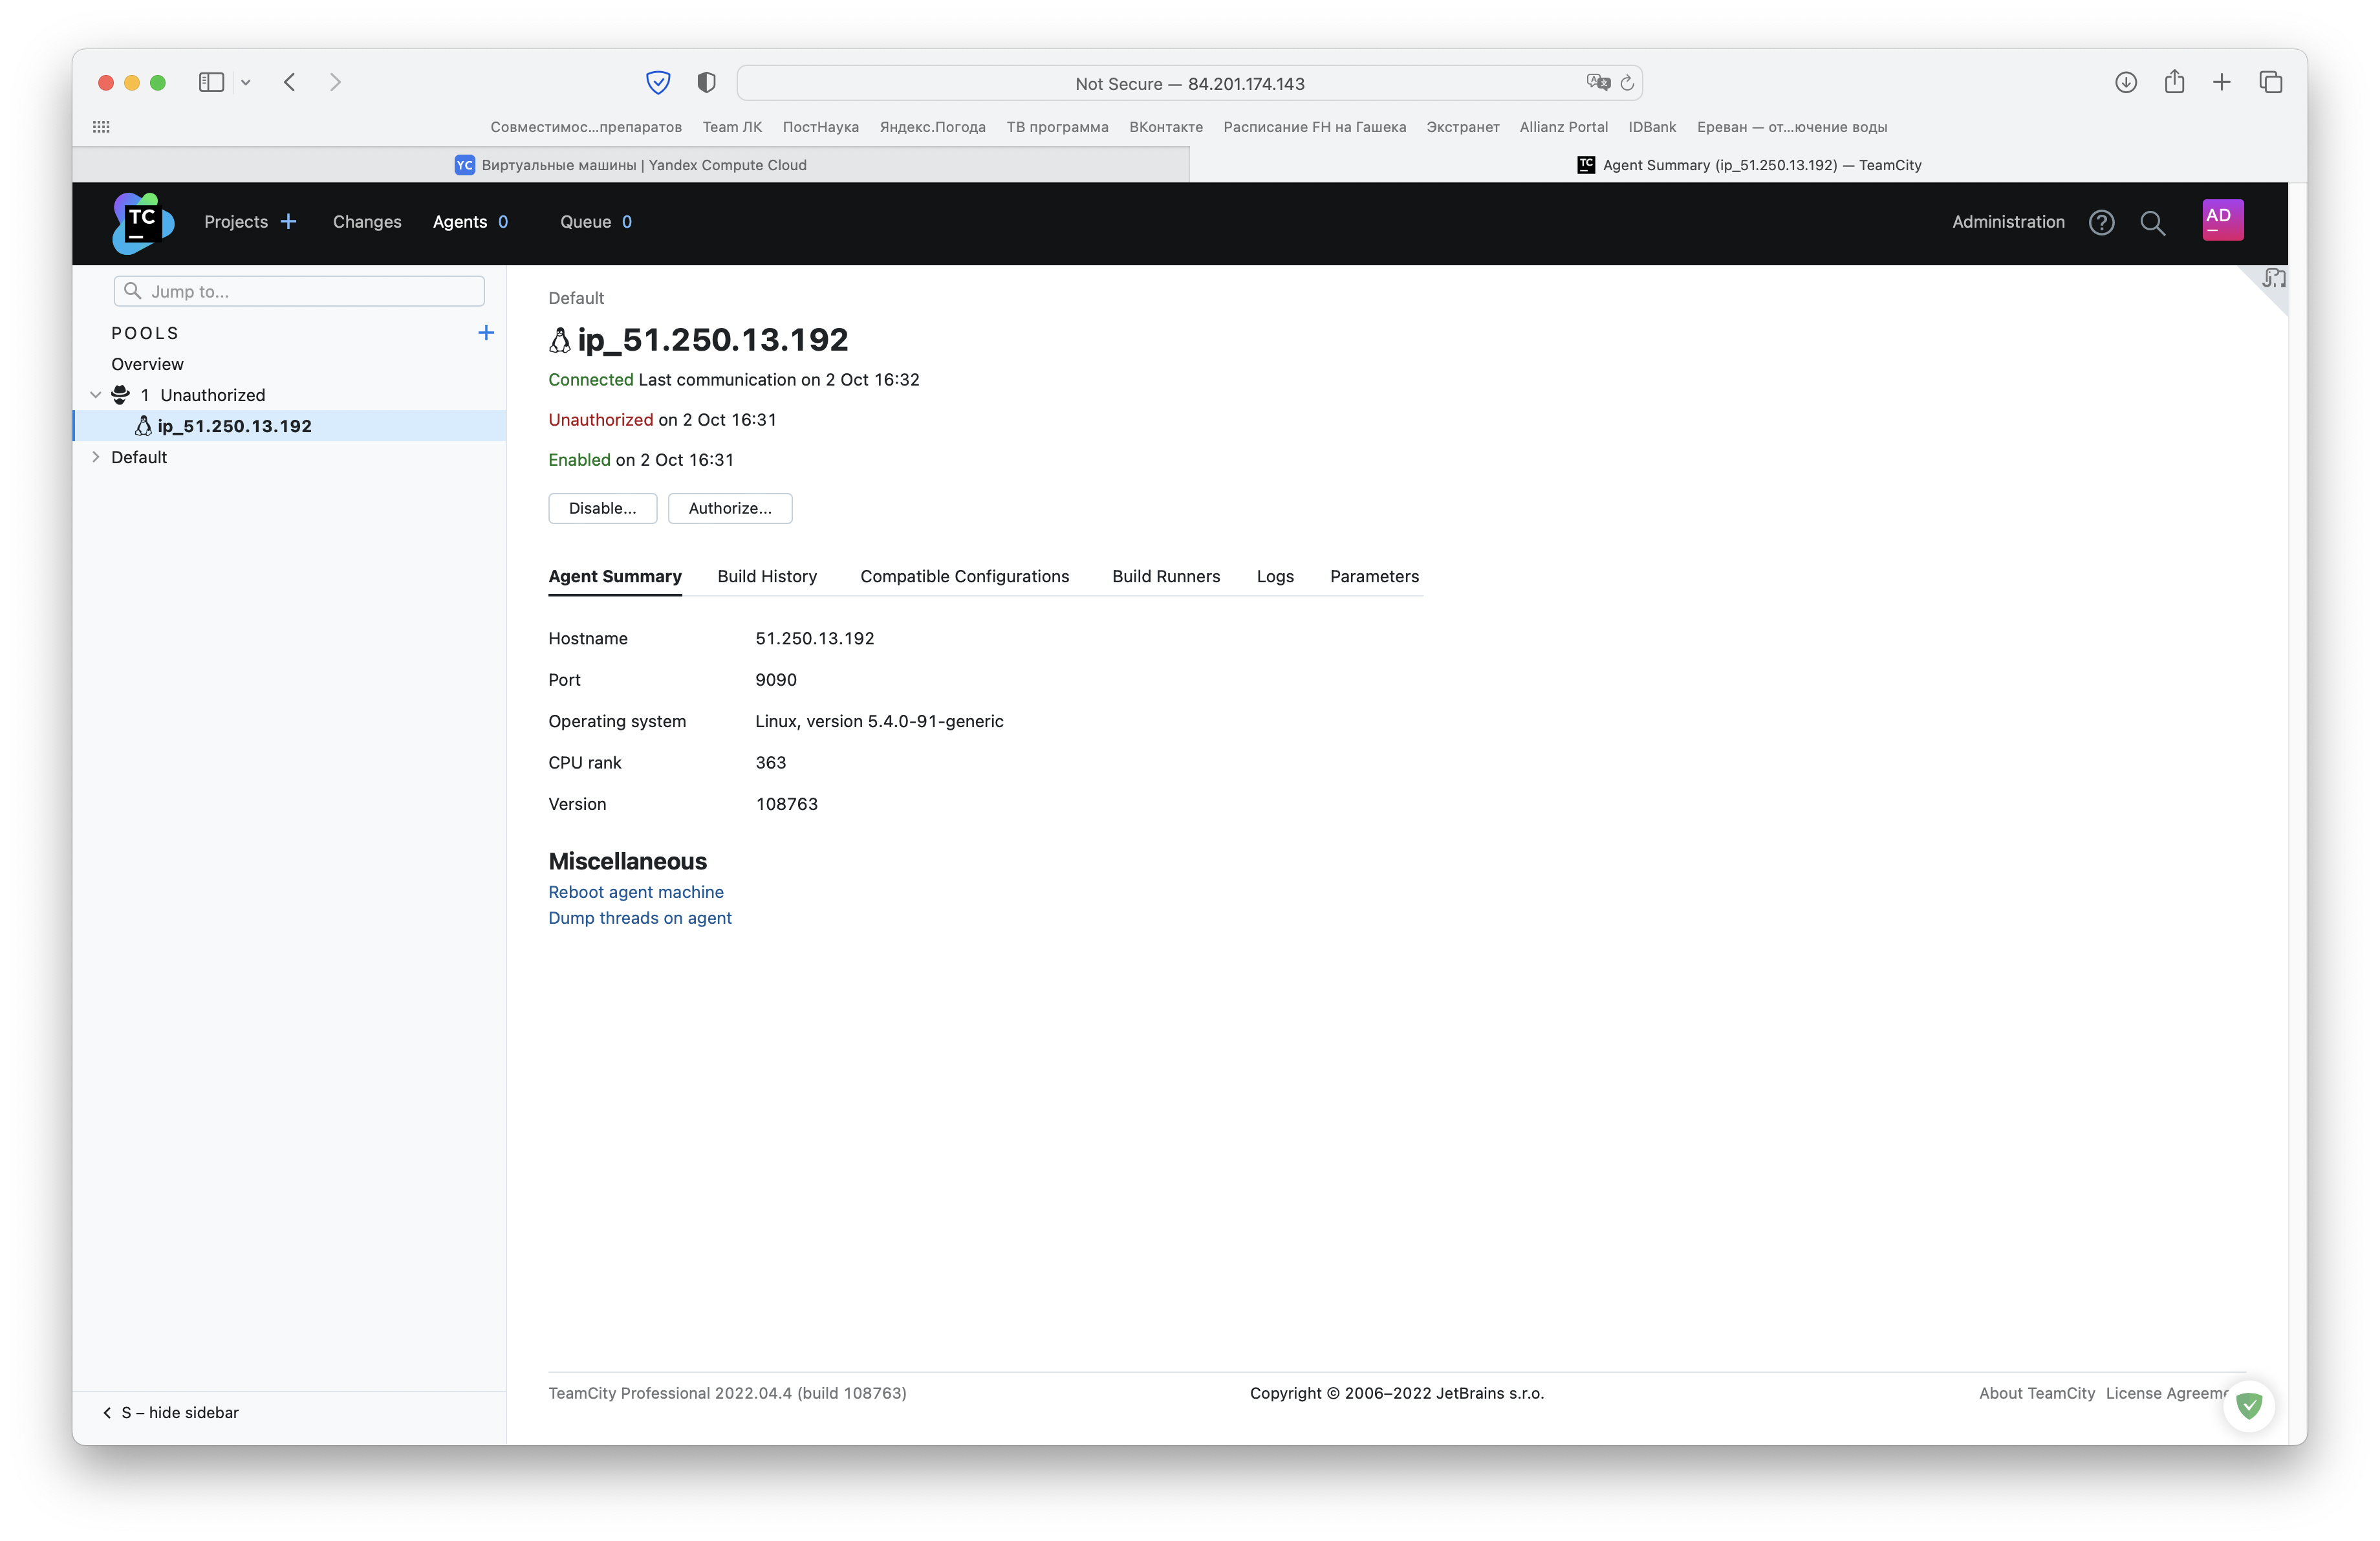 Not Secure — 84.201.174.143
Совместимос...препаратов Team ЛК ПостНаука Яндекс.Погода ТВ программа ВКонтакте Расписание FH на Гашека Экстранет Allianz Portal IDBank Ереван — от...ючение воды
YC Виртуальные машины | Yandex Compute Cloud
TC Agent Summary (ip_51.250.13.192) — TeamCity
TC Projects + Changes Agents 0 Queue 0 Administration ? AD
Jump to...
POOLS +
Overview
1 Unauthorized
ip_51.250.13.192
Default
Default
ip_51.250.13.192
Connected Last communication on 2 Oct 16:32
Unauthorized on 2 Oct 16:31
Enabled on 2 Oct 16:31
Disable... Authorize...
Agent Summary Build History Compatible Configurations Build Runners Logs Parameters
Hostname 51.250.13.192
Port 9090
Operating system Linux, version 5.4.0-91-generic
CPU rank 363
Version 108763
Miscellaneous
Reboot agent machine
Dump threads on agent
TeamCity Professional 2022.04.4 (build 108763) Copyright © 2006–2022 JetBrains s.r.o. About TeamCity License
S – hide sidebar